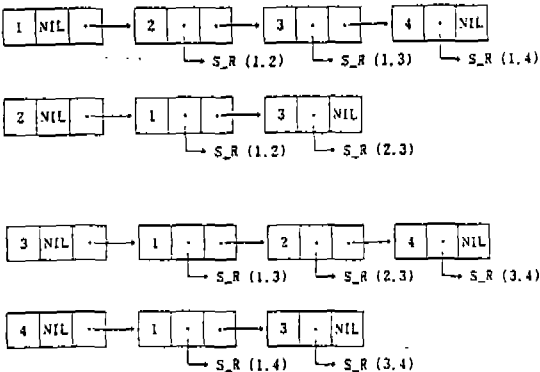 1 NIL 2 3 4 NIL
S_R (1,2) S_R (1,3) S_R (1,4)
2 NIL 1 3 NIL
S_R (1,2) S_R (2,3)
3 NIL 1 2 4 NIL
S_R (1,3) S_R (2,3) S_R (3,4)
4 NIL 1 3 NIL
S_R (1,4) S_R (3,4)